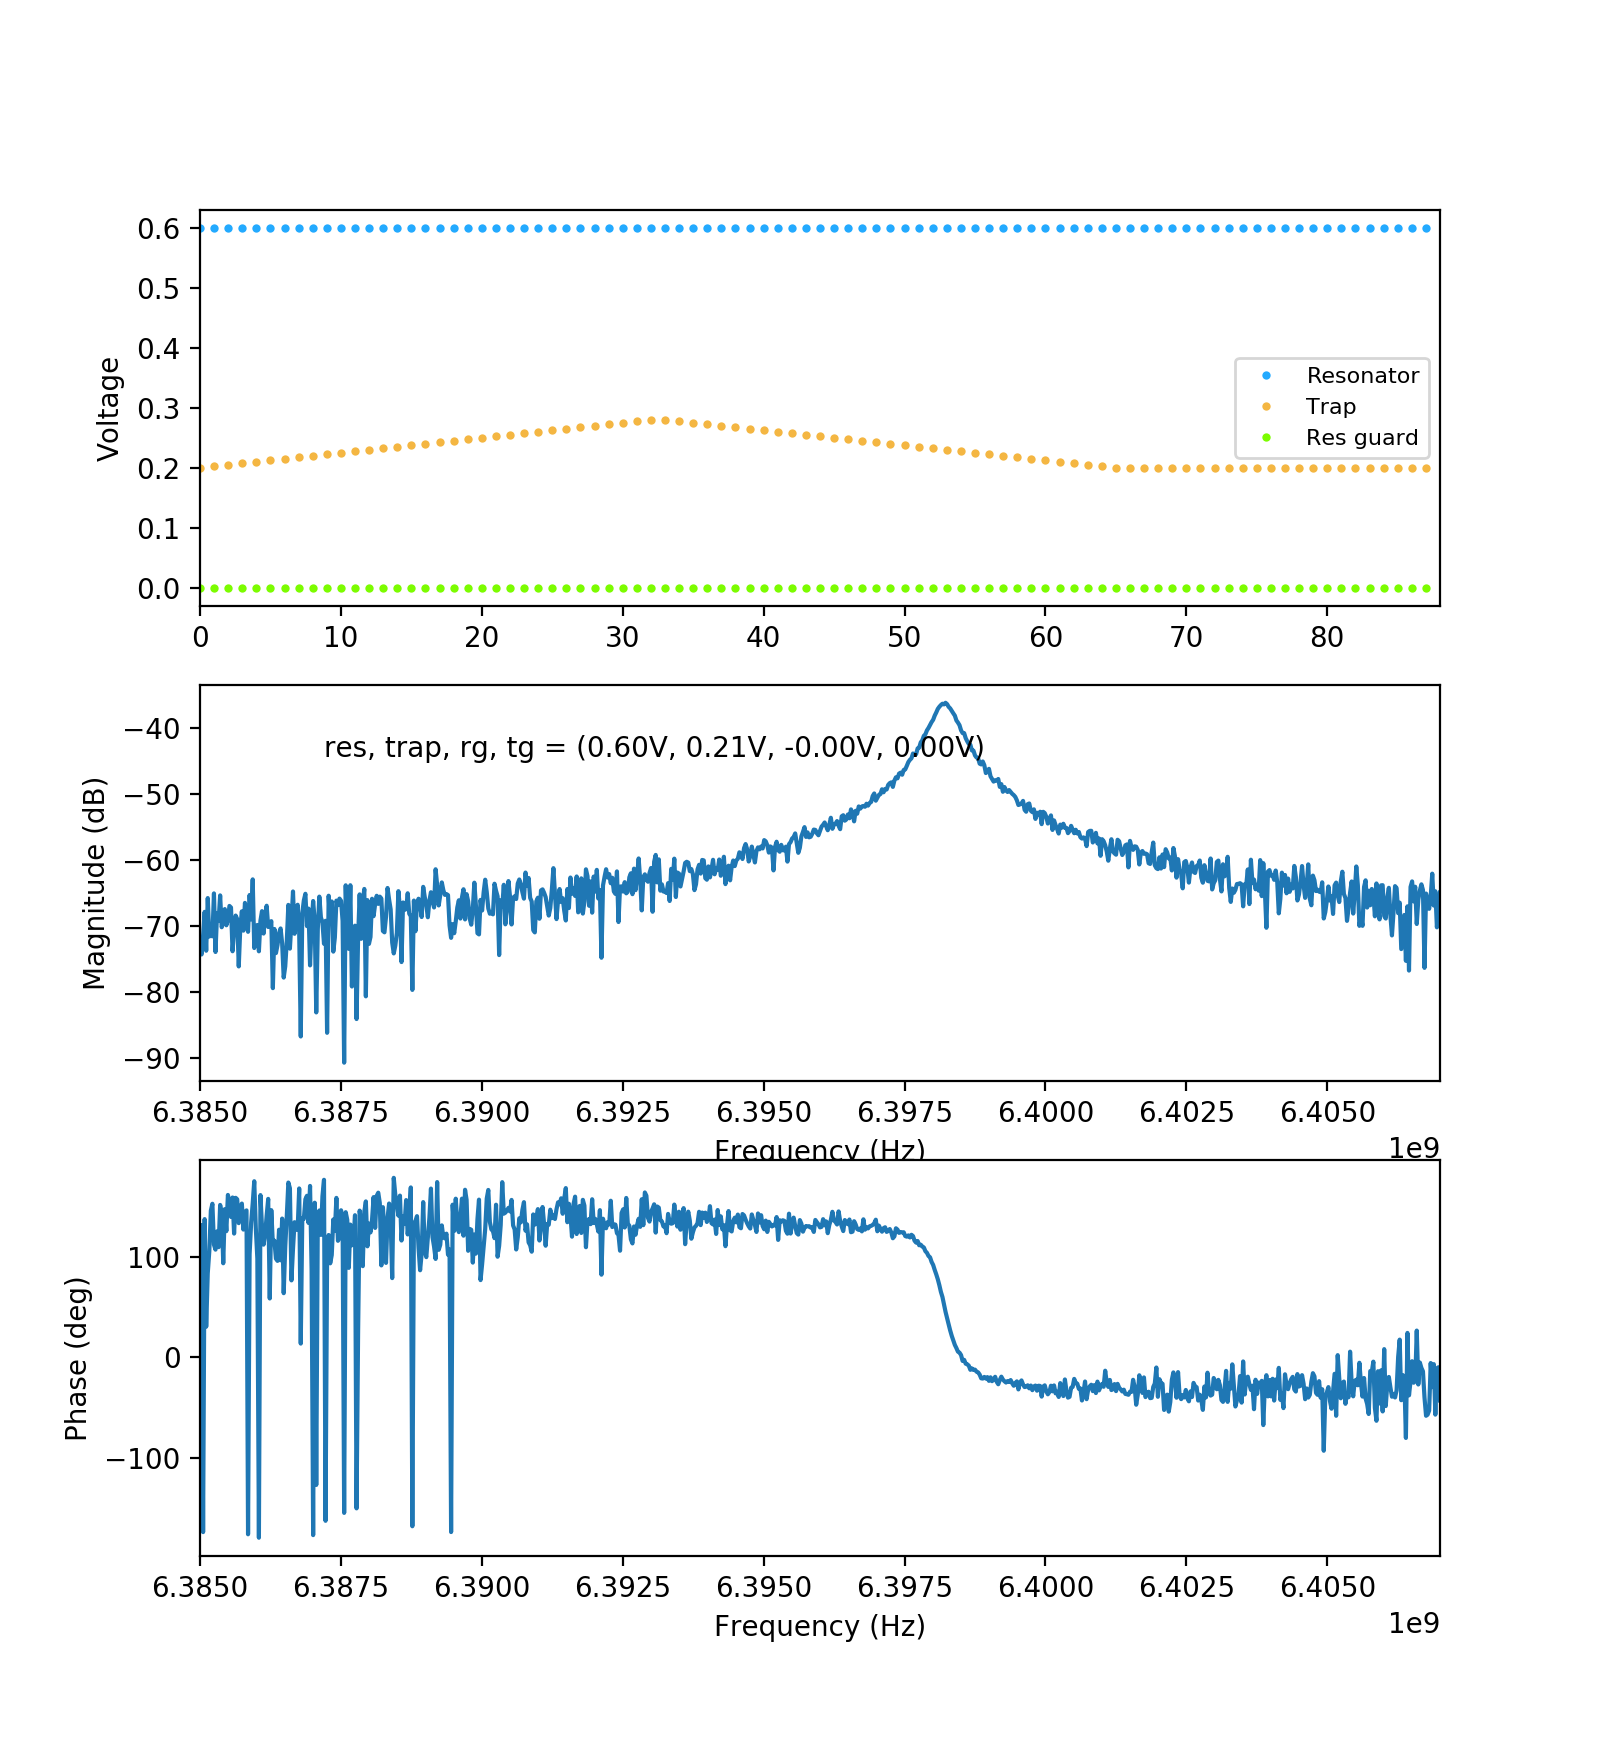 0.6
0.5
0.4
0.3
0.2
0.1
0.0
Voltage
Resonator
Trap
Res guard
0 10 20 30 40 50 60 70 80
−40
−50
−60
−70
−80
−90
Magnitude (dB)
res, trap, rg, tg = (0.60V, 0.21V, -0.00V, 0.00V)
6.3850 6.3875 6.3900 6.3925 6.3950 6.3975 6.4000 6.4025 6.4050
Frequency (Hz)
1e9
100
0
−100
Phase (deg)
6.3850 6.3875 6.3900 6.3925 6.3950 6.3975 6.4000 6.4025 6.4050
Frequency (Hz)
1e9